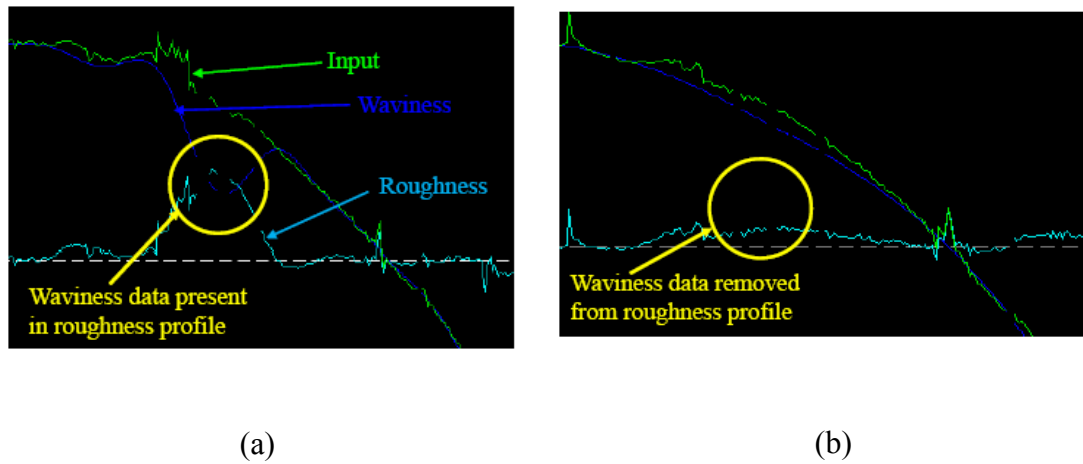 Input
Waviness
Roughness
Waviness data present
in roughness profile
Waviness data removed
from roughness profile
(a)
(b)